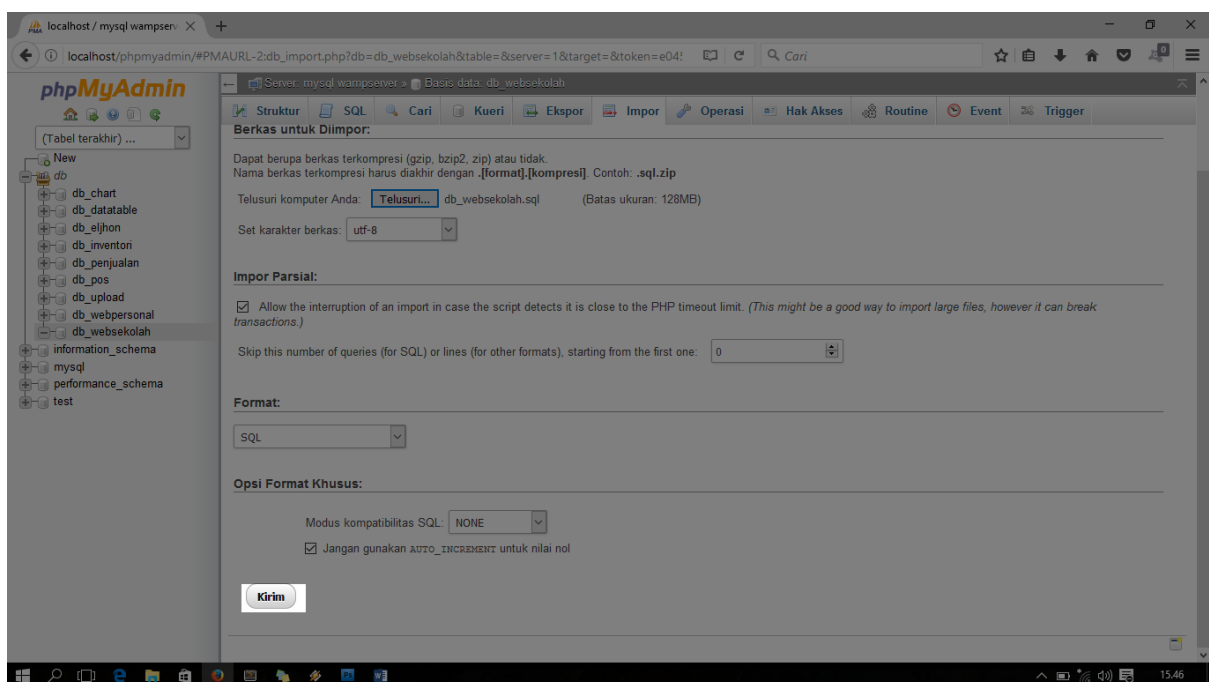 localhost / mysql wampserv
localhost/phpmyadmin/#PMAURL-2:db_import.php?db=db_websekolah&table=&server=1&target=&token=e04!
Cari
0
phpMyAdmin
(Tabel terakhir) ...
New
db
db_chart
db_datatable
db_eljhon
db_inventori
db_penjualan
db_pos
db_upload
db_webpersonal
db_websekolah
information_schema
mysql
performance_schema
test
Server: mysql wampserver » Basis data: db_websekolah
Struktur SQL Cari Kueri Ekspor Impor Operasi Hak Akses Routine Event Trigger
Berkas untuk Diimpor:
Dapat berupa berkas terkompresi (gzip, bzip2, zip) atau tidak.
Nama berkas terkompresi harus diakhir dengan .[format].[kompresi]. Contoh: .sql.zip
Telusuri komputer Anda: Telusuri... db_websekolah.sql (Batas ukuran: 128MB)
Set karakter berkas: utf-8
Impor Parsial:
Allow the interruption of an import in case the script detects it is close to the PHP timeout limit. (This might be a good way to import large files, however it can break
transactions.)
Skip this number of queries (for SQL) or lines (for other formats), starting from the first one: 0
Format:
SQL
Opsi Format Khusus:
Modus kompatibilitas SQL: NONE
Jangan gunakan AUTO_INCREMENT untuk nilai nol
Kirim
15.46